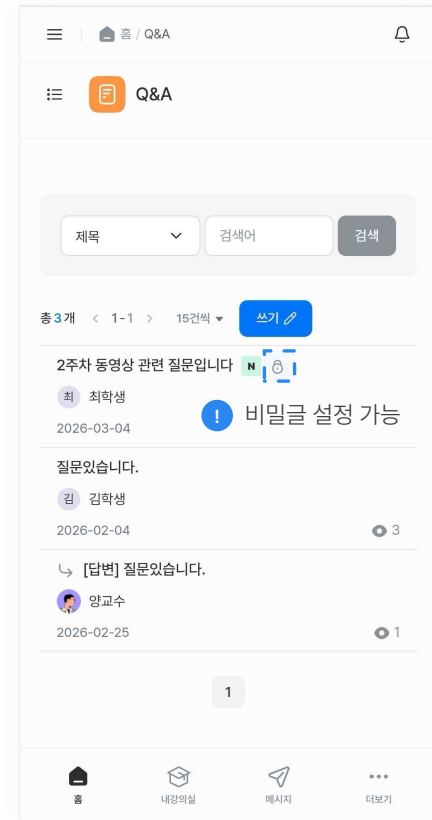 홈 / Q&A
Q&A
제목
검색어
검색
총3개 < 1-1 > 15건씩 쓰기
2주차 동영상 관련 질문입니다 N
최 최학생
! 비밀글 설정 가능
2026-03-04
질문있습니다.
김 김학생
2026-02-04 3
[답변] 질문있습니다.
양교수
2026-02-25 1
1
홈 내강의실 메시지 더보기